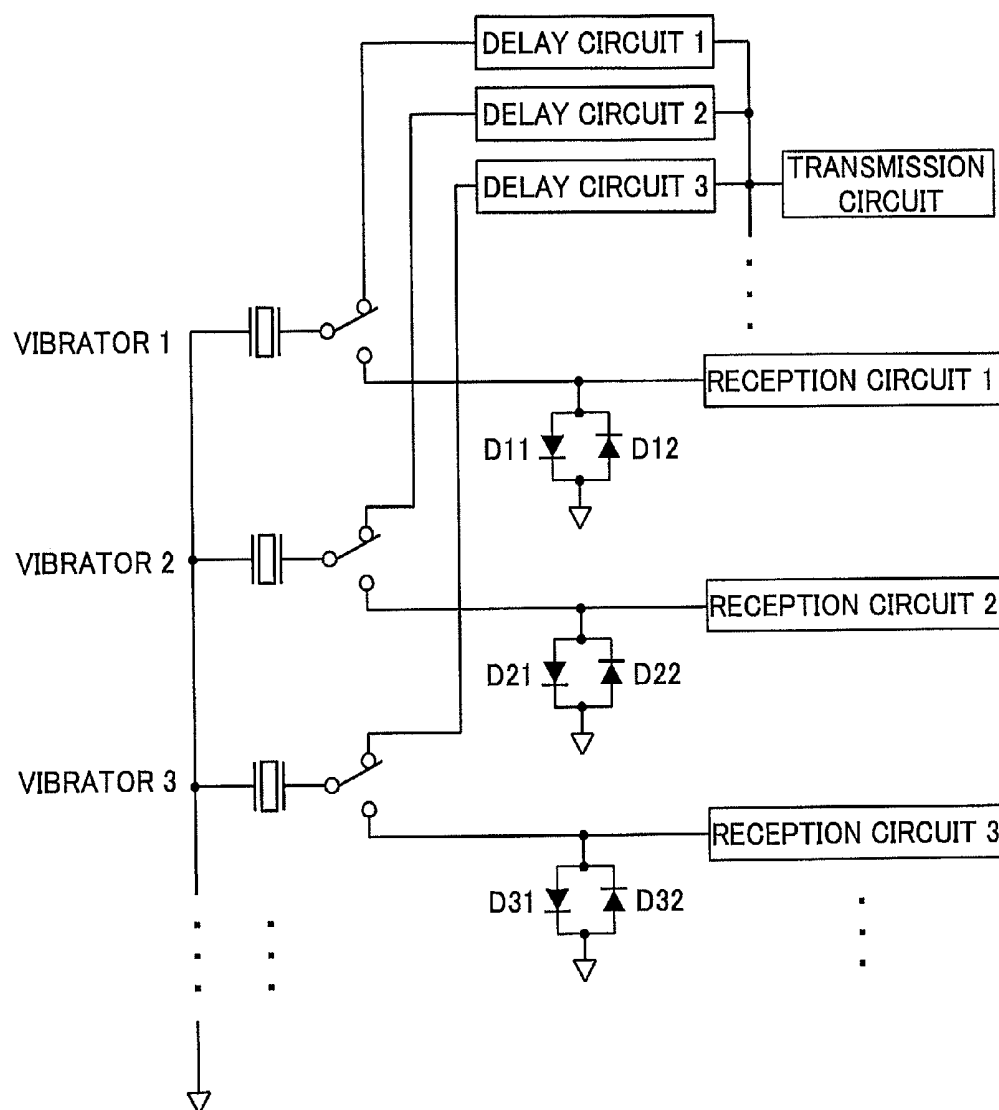 DELAY CIRCUIT 1
DELAY CIRCUIT 2
DELAY CIRCUIT 3
TRANSMISSION
CIRCUIT
VIBRATOR 1
RECEPTION CIRCUIT 1
D11 D12
VIBRATOR 2
RECEPTION CIRCUIT 2
D21 D22
VIBRATOR 3
RECEPTION CIRCUIT 3
D31 D32